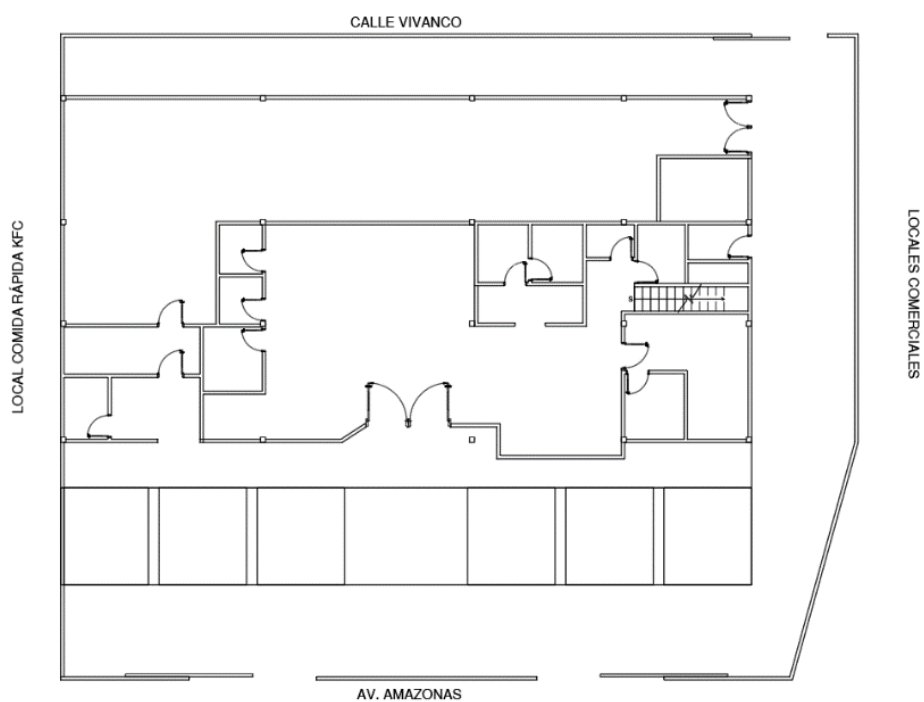 CALLE VIVANCO
LOCAL COMIDA RÁPIDA KFC
LOCALES COMERCIALES
S
AV. AMAZONAS